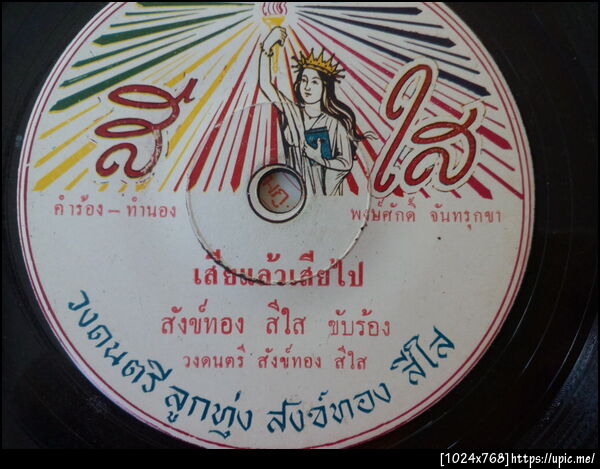 สีใส
คำร้อง - ทำนอง พงษ์ศักดิ์ จันทรุกขา
เสียแล้วเสียไป
สังข์ทอง สีใส ขับร้อง
วงดนตรี สังข์ทอง สีใส
วงดนตรี ลูกทุ่ง สังข์ทอง สีใส
[1024x768]https://upic.me/